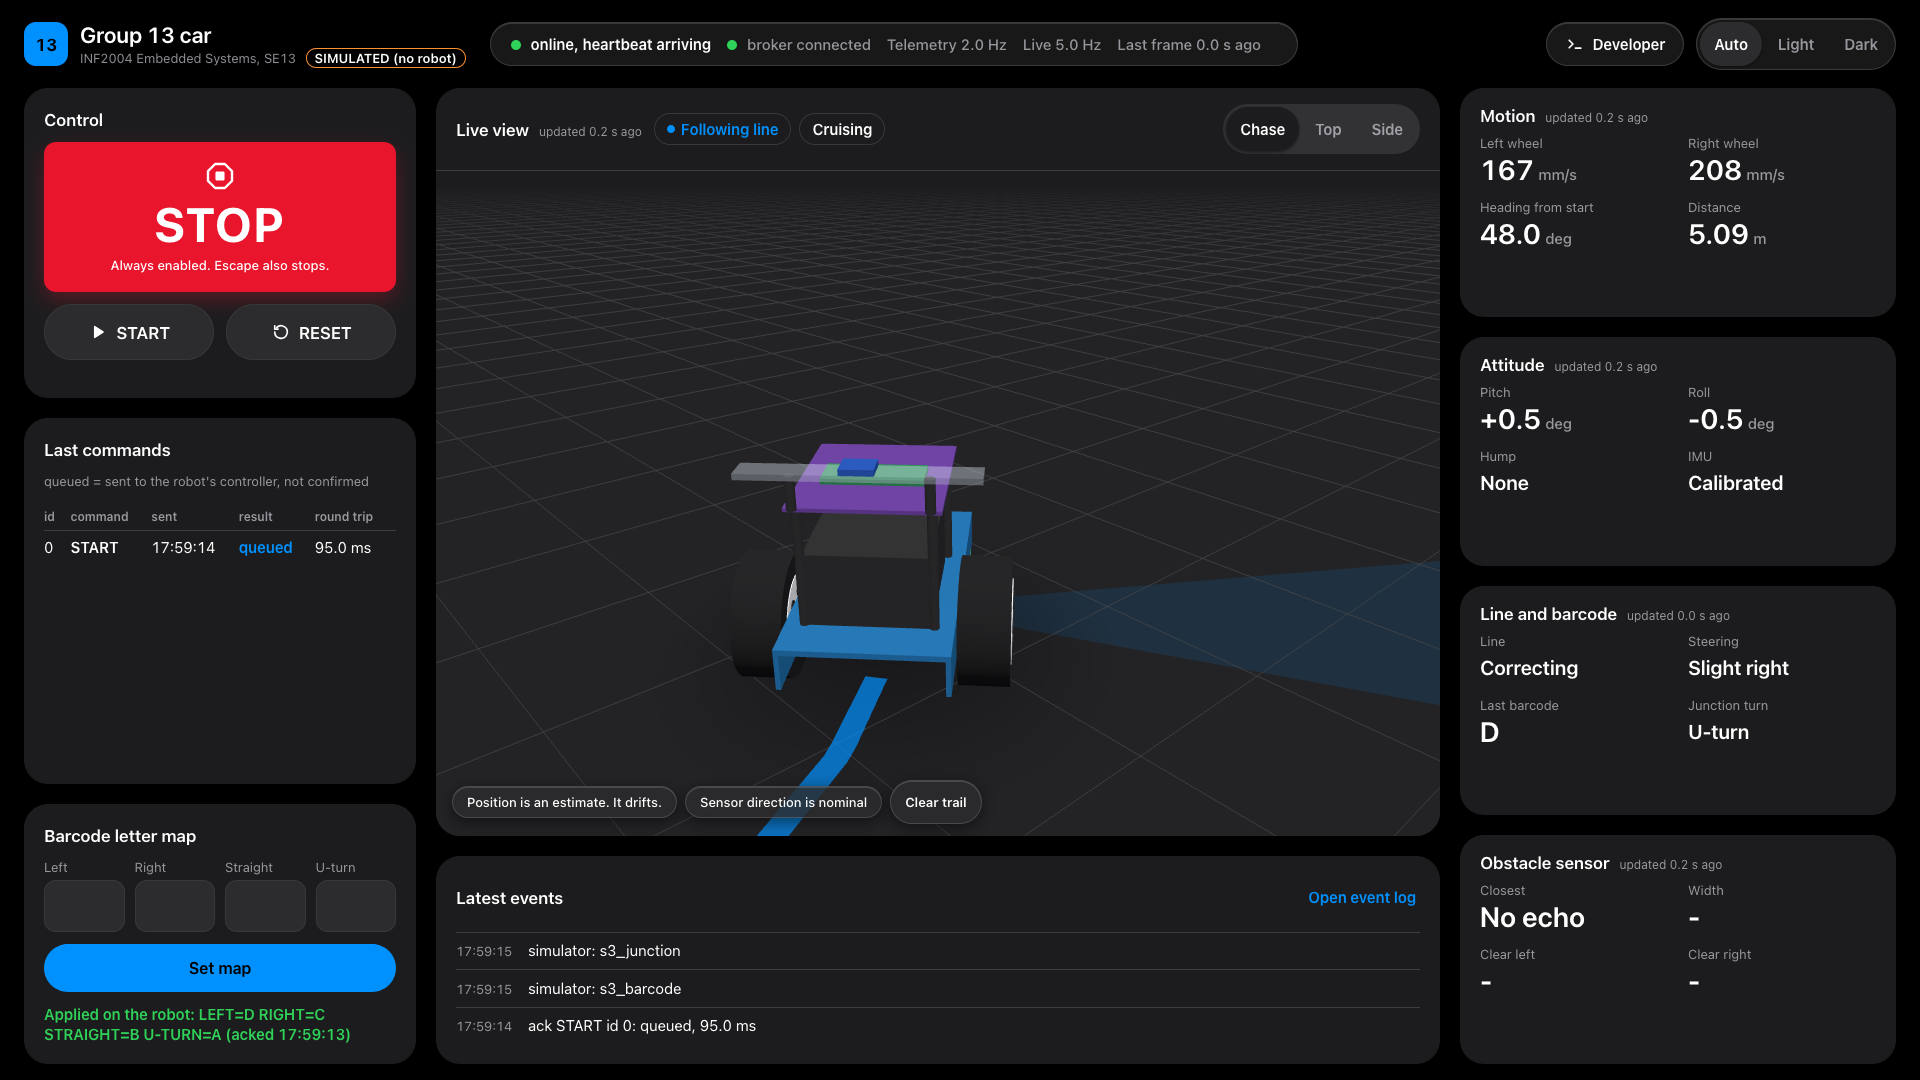 13
Group 13 car
INF2004 Embedded Systems, SE13
SIMULATED (no robot)
online, heartbeat arriving
broker connected
Telemetry 2.0 Hz
Live 5.0 Hz
Last frame 0.0 s ago
Developer
Auto
Light
Dark
Control
STOP
Always enabled. Escape also stops.
START
RESET
Last commands
queued = sent to the robot's controller, not confirmed
id command sent result round trip
0 START 17:59:14 queued 95.0 ms
Barcode letter map
Left Right Straight U-turn
Set map
Applied on the robot: LEFT=D RIGHT=C
STRAIGHT=B U-TURN=A (acked 17:59:13)
Live view updated 0.2 s ago
Following line
Cruising
Chase
Top
Side
Position is an estimate. It drifts.
Sensor direction is nominal
Clear trail
Latest events
Open event log
17:59:15 simulator: s3_junction
17:59:15 simulator: s3_barcode
17:59:14 ack START id 0: queued, 95.0 ms
Motion updated 0.2 s ago
Left wheel Right wheel
167 mm/s 208 mm/s
Heading from start Distance
48.0 deg 5.09 m
Attitude updated 0.2 s ago
Pitch Roll
+0.5 deg -0.5 deg
Hump IMU
None Calibrated
Line and barcode updated 0.0 s ago
Line Steering
Correcting Slight right
Last barcode Junction turn
D U-turn
Obstacle sensor updated 0.2 s ago
Closest Width
No echo -
Clear left Clear right
- -